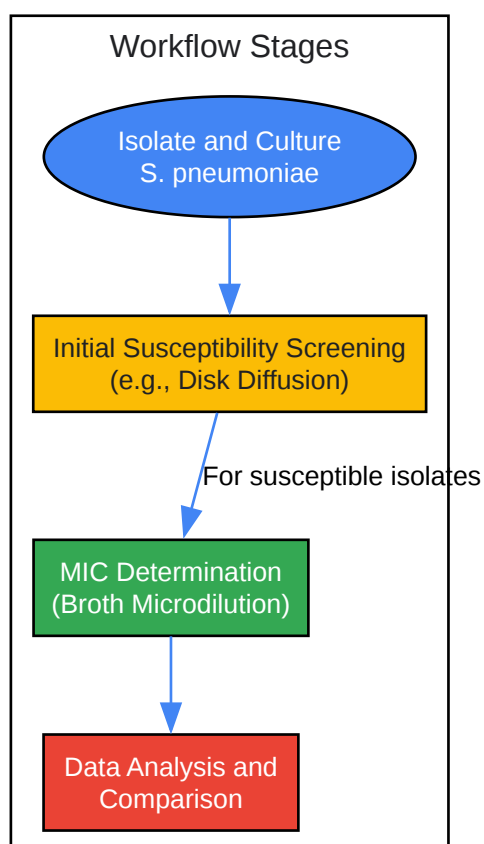 Workflow Stages
Isolate and Culture
S. pneumoniae
Initial Susceptibility Screening
(e.g., Disk Diffusion)
For susceptible isolates
MIC Determination
(Broth Microdilution)
Data Analysis and
Comparison